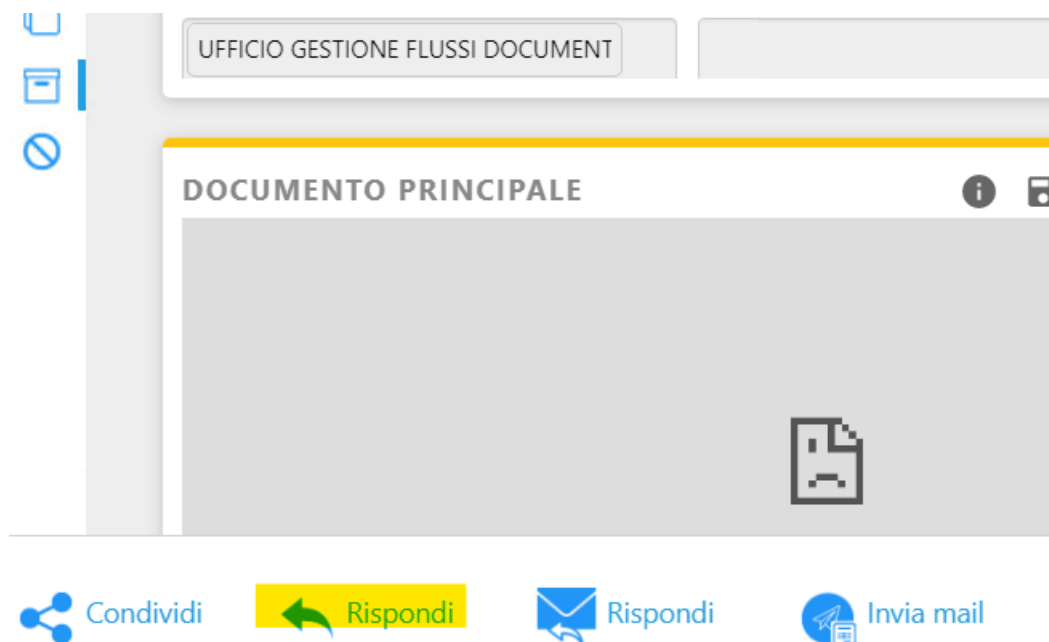 UFFICIO GESTIONE FLUSSI DOCUMENT
DOCUMENTO PRINCIPALE
Condividi Rispondi Rispondi Invia mail